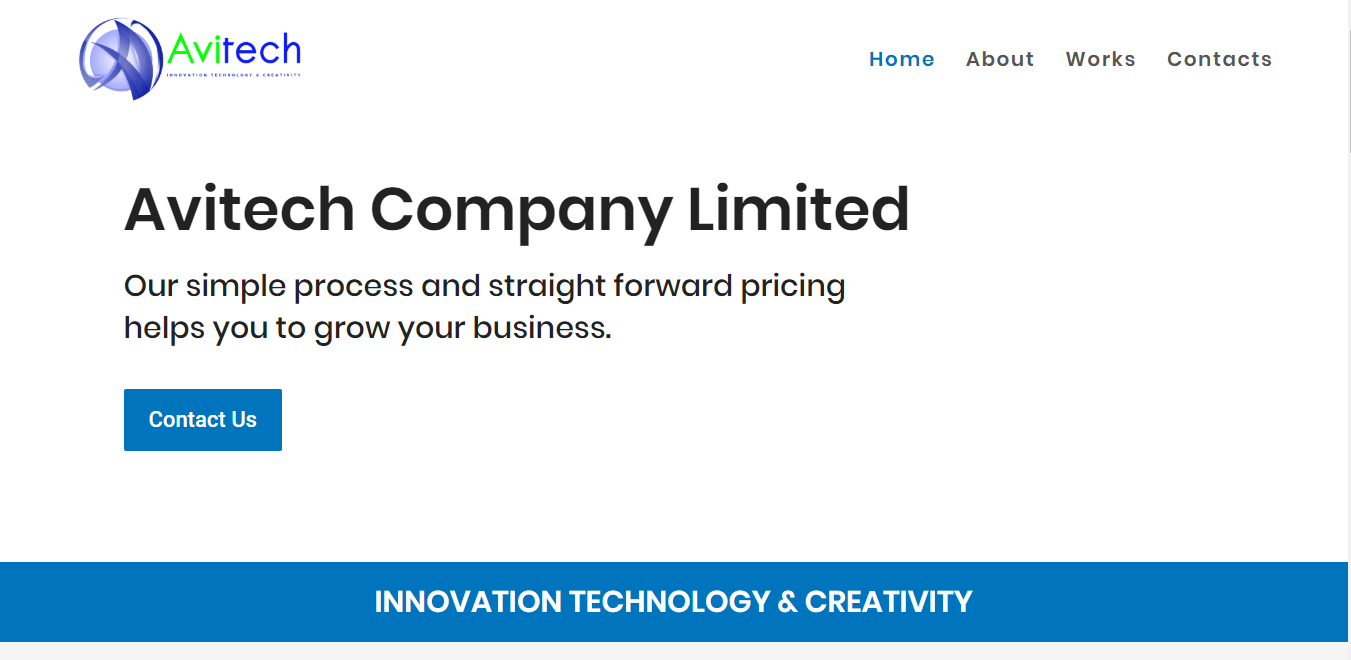 Avitech
INNOVATION TECHNOLOGY & CREATIVITY
Home About Works Contacts
Avitech Company Limited
Our simple process and straight forward pricing
helps you to grow your business.
Contact Us
INNOVATION TECHNOLOGY & CREATIVITY